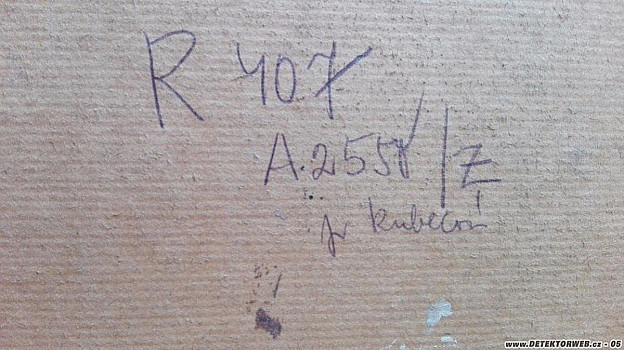 R 407
A. 2558/Z
www.DETEKTORWEB.cz - 05